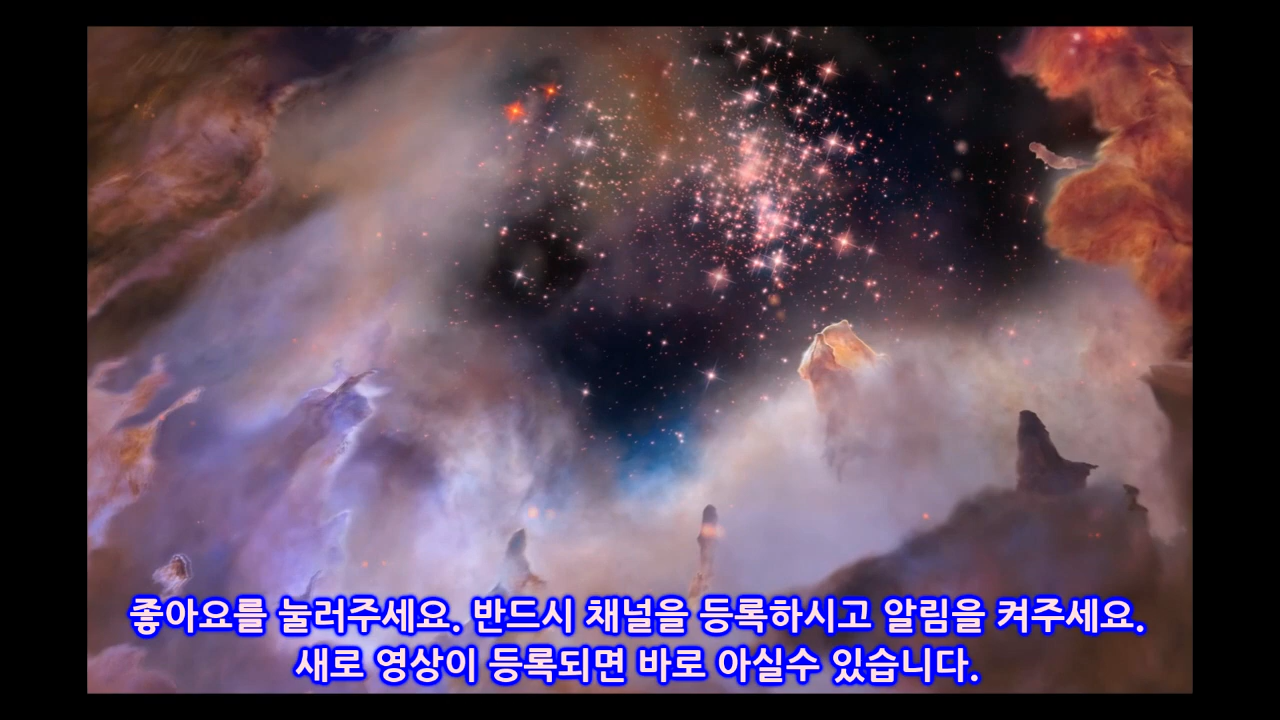 좋아요를 눌러주세요. 반드시 채널을 등록하시고 알림을 켜주세요.
새로 영상이 등록되면 바로 아실수 있습니다.